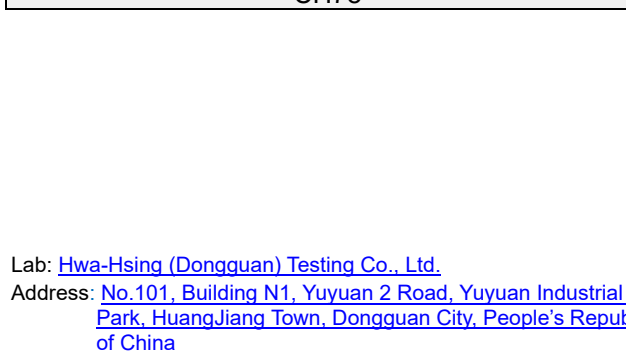 Lab: Hwa-Hsing (Dongguan) Testing Co., Ltd.
Address: No.101, Building N1, Yuyuan 2 Road, Yuyuan Industrial
Park, HuangJiang Town, Dongguan City, People’s
of China